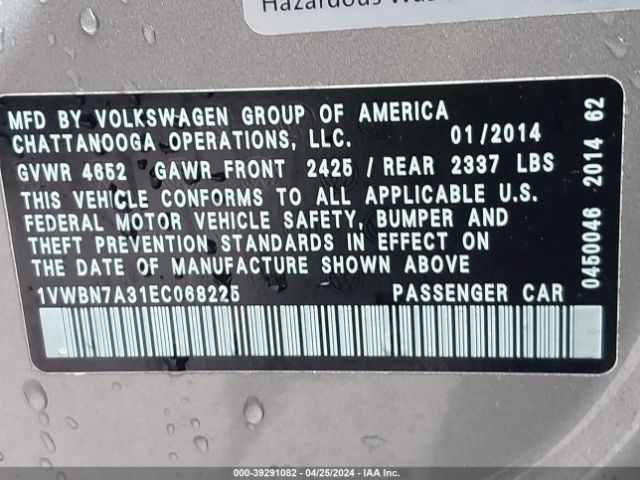 Hazardous
MFD BY VOLKSWAGEN GROUP OF AMERICA
CHATTANOOGA OPERATIONS, LLC. 01/2014
GVWR 4652 GAWR FRONT 2425 / REAR 2337 LBS
THIS VEHICLE CONFORMS TO ALL APPLICABLE U.S.
FEDERAL MOTOR VEHICLE SAFETY, BUMPER AND
THEFT PREVENTION STANDARDS IN EFFECT ON
THE DATE OF MANUFACTURE SHOWN ABOVE
1VWBN7A31EC068225 PASSENGER CAR
0450046 2014 62
000-39291082 - 04/25/2024 - IAA Inc.